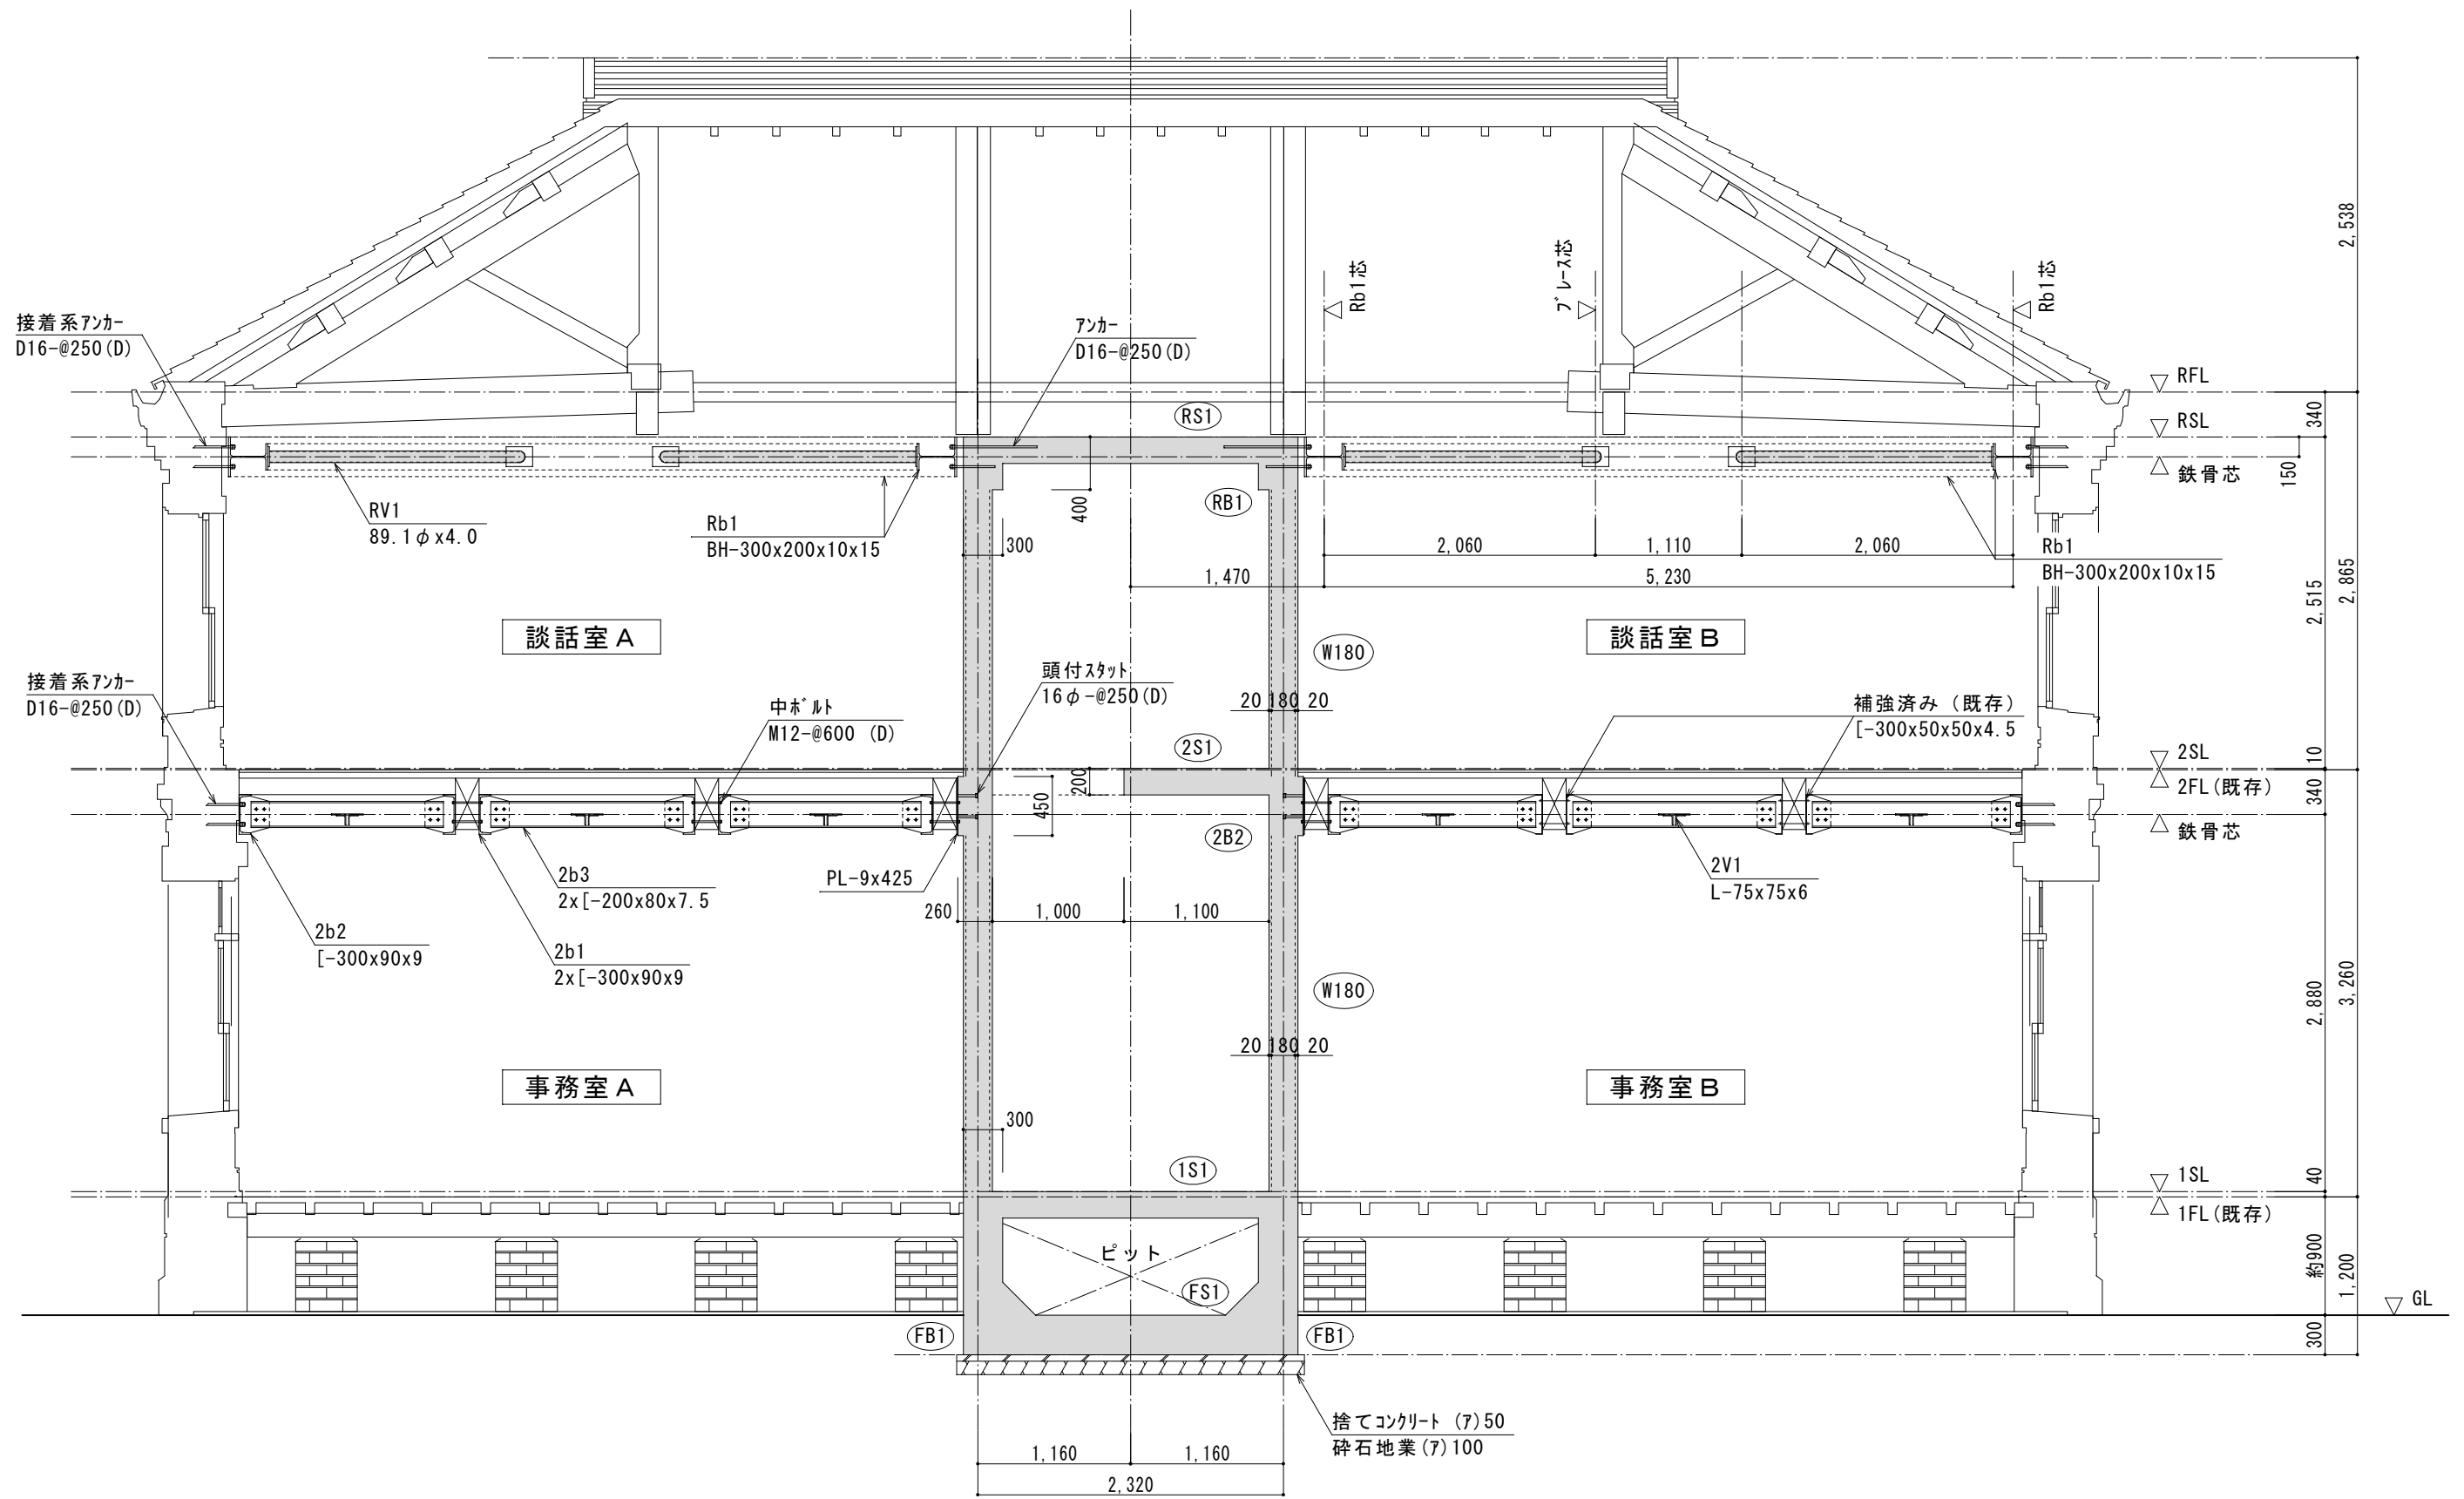 2,538
Rb1芯
ﾌﾞﾚｰｽ芯
Rb1芯
接着系ｱﾝｶｰ
D16-@250(D)
ｱﾝｶｰ
D16-@250(D)
RFL
340
RS1
RSL
鉄骨芯
150
RV1
89.1φx4.0
Rb1
BH-300x200x10x15
400
RB1
300
2,060
1,110
2,060
1,470
5,230
Rb1
BH-300x200x10x15
2,515
2,865
談話室A
談話室B
W180
接着系ｱﾝｶｰ
D16-@250(D)
頭付ｽﾀｯﾄ
16φ-@250(D)
中ﾎﾞﾙﾄ
M12-@600 (D)
20 180 20
補強済み（既存）
[-300x50x50x4.5
2S1
200
450
10
2SL
2FL(既存)
340
鉄骨芯
2B2
2b3
2x[-200x80x7.5
PL-9x425
2V1
L-75x75x6
260
1,000
1,100
2b2
[-300x90x9
2b1
2x[-300x90x9
W180
2,880
3,260
20 180 20
事務室A
事務室B
300
1S1
40
1SL
1FL(既存)
ピット
FS1
約900
1,200
GL
FB1
FB1
300
捨てｺﾝｸﾘｰﾄ (ｱ)50
砕石地業(ｱ)100
1,160
1,160
2,320